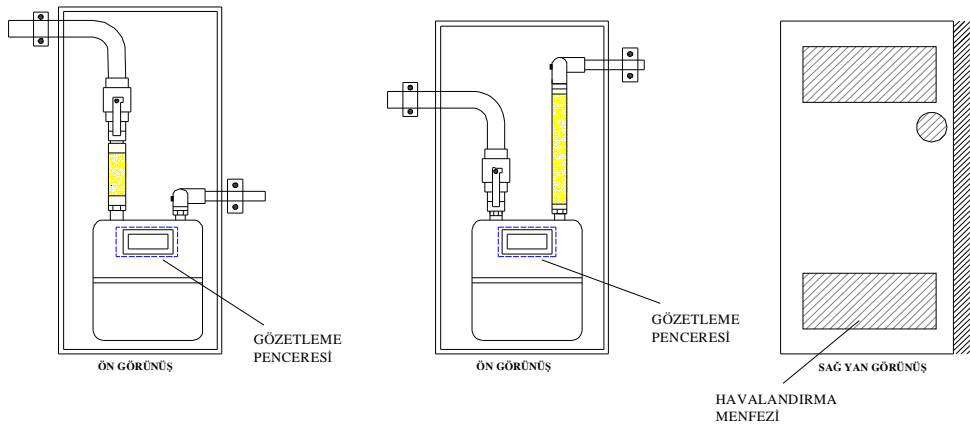 GÖZETLEME
PENCERESİ
ÖN GÖRÜNÜŞ
GÖZETLEME
PENCERESİ
ÖN GÖRÜNÜŞ
SAĞ YAN GÖRÜNÜŞ
HAVALANDIRMA
MENFEZİ